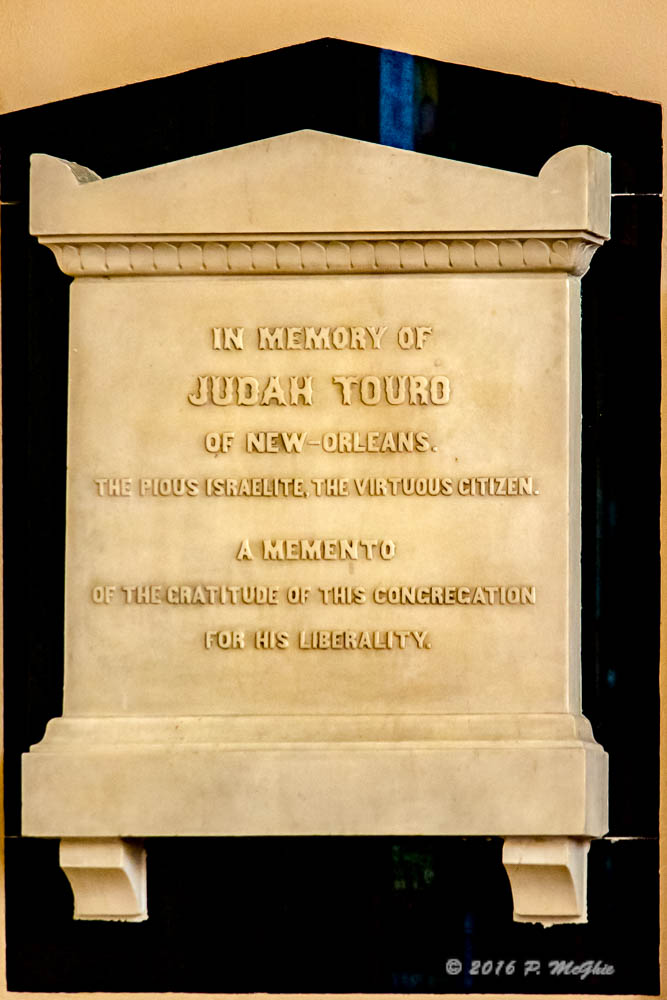 IN MEMORY OF
JUDAH TOURO
OF NEW-ORLEANS.
THE PIOUS ISRAELITE, THE VIRTUOUS CITIZEN.
A MEMENTO
OF THE GRATITUDE OF THIS CONGREGATION
FOR HIS LIBERALITY.
© 2016 P. McGhie